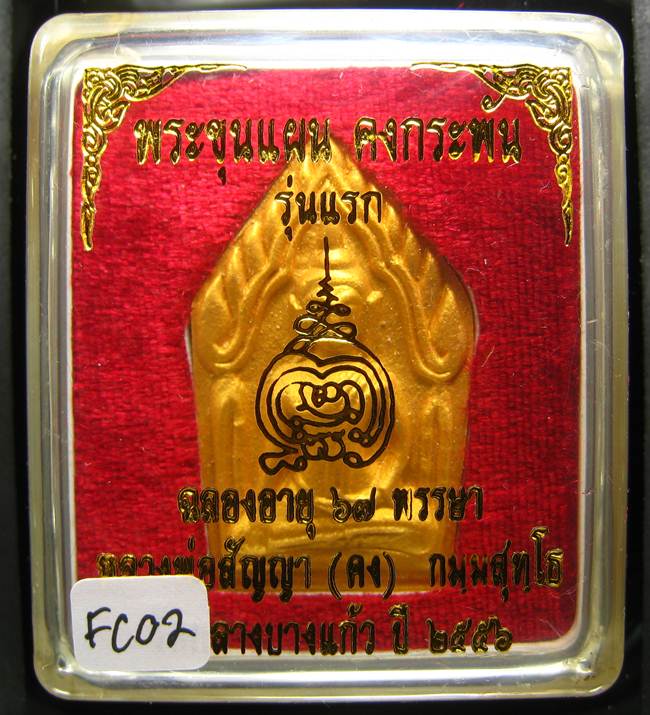 พระขุนแผน คงกระพัน
รุ่นแรก
ฉลองอายุ ๖๗ พรรษา
หลวงพ่อสัญญา (คง) กมฺมสุทฺโธ
กลางบางแก้ว ปี ๒๕๕๖
FC02